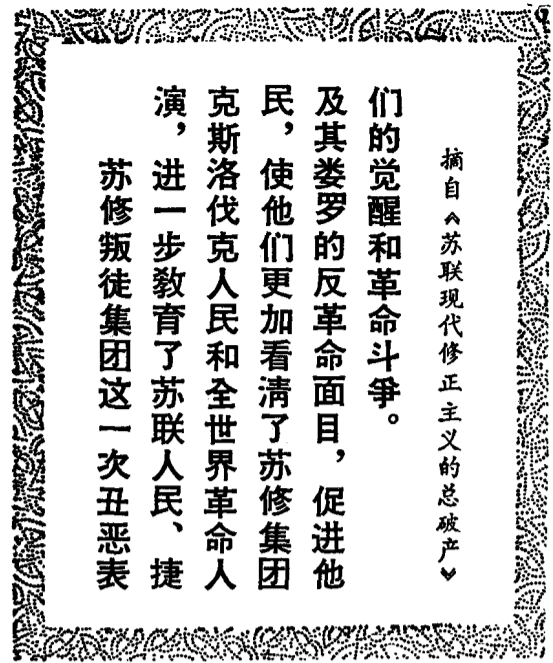 苏修叛徒集团这一次丑恶表
演，进一步教育了苏联人民、捷
克斯洛伐克人民和全世界革命人
民，使他们更加看清了苏修集团
及其娄罗的反革命面目，促进他
们的觉醒和革命斗争。
摘自《苏联现代修正主义的总破产》